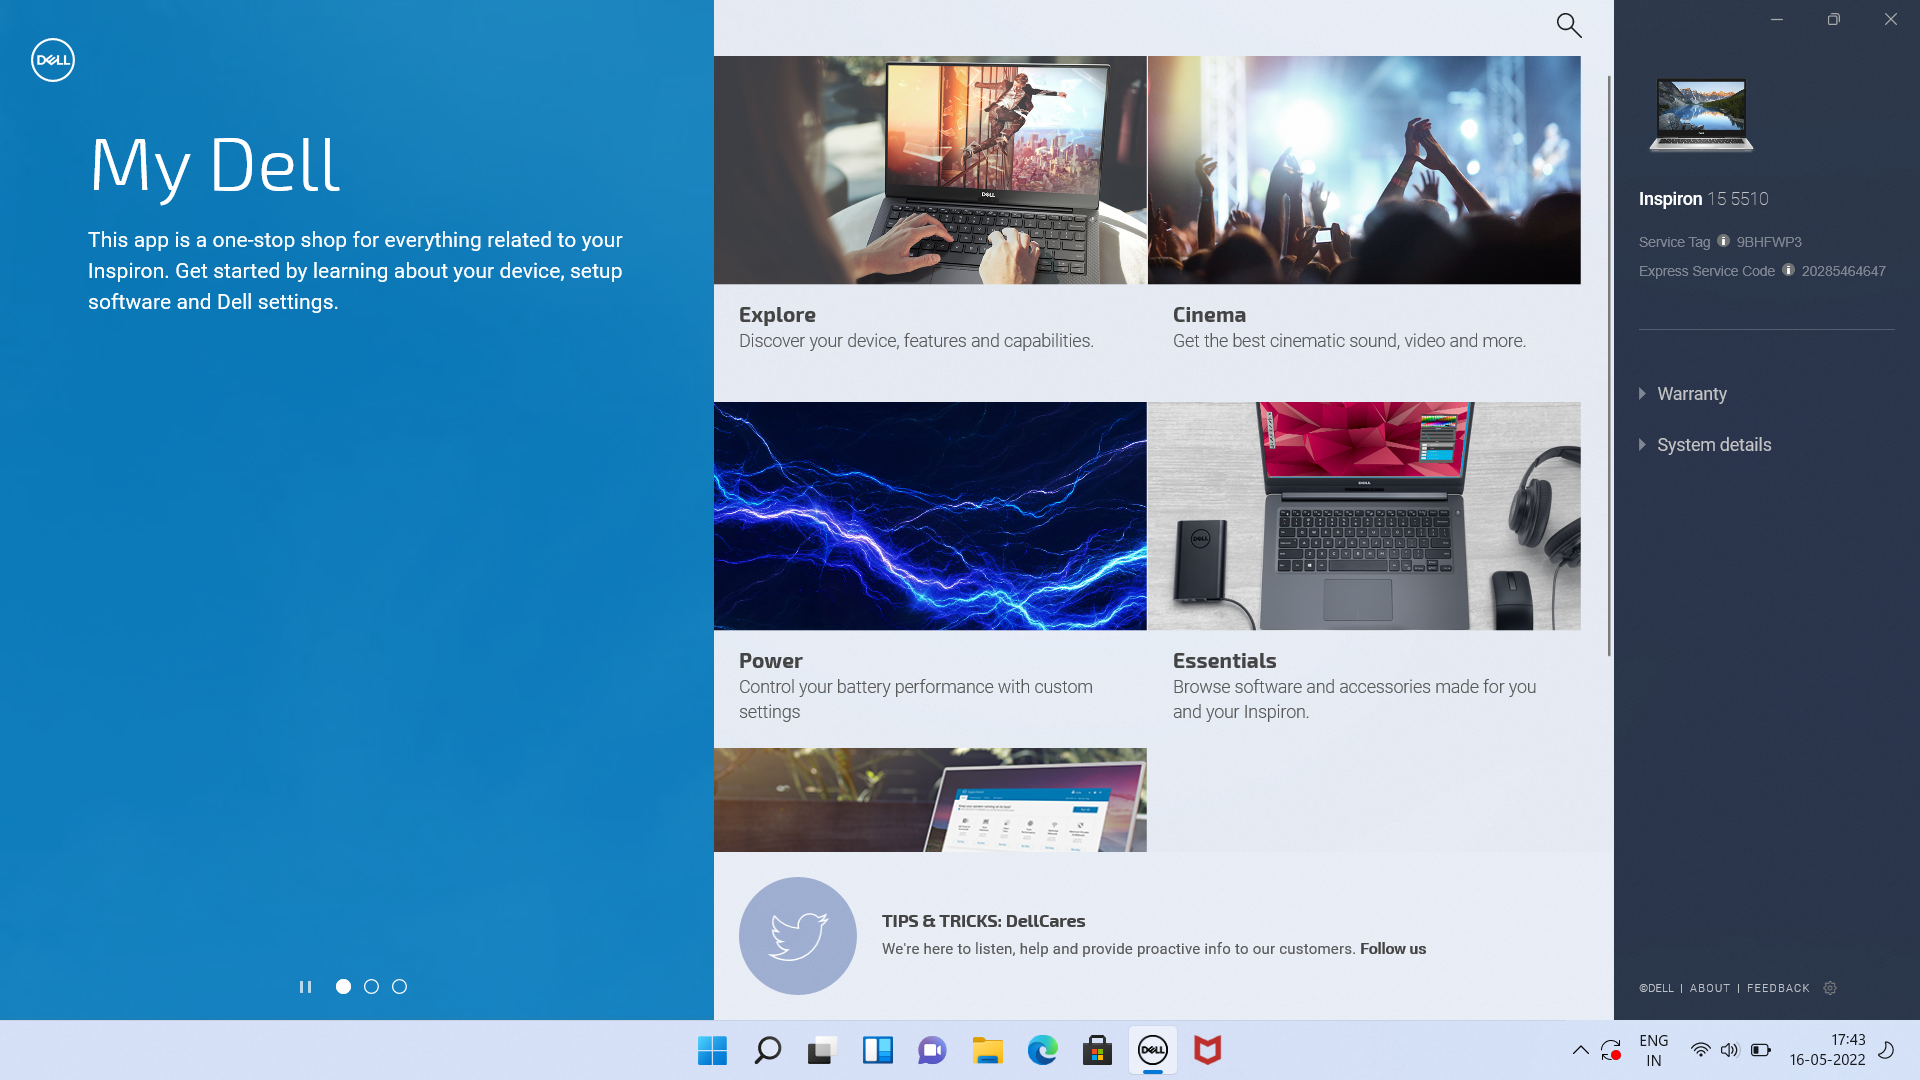 DELL
My Dell
This app is a one-stop shop for everything related to your
Inspiron. Get started by learning about your device, setup
software and Dell settings.
DELL
Explore
Discover your device, features and capabilities.
Cinema
Get the best cinematic sound, video and more.
DELL
DELL
Power
Control your battery performance with custom
settings
Essentials
Browse software and accessories made for you
and your Inspiron.
TIPS & TRICKS: DellCares
We're here to listen, help and provide proactive info to our customers. Follow us
Inspiron 15 5510
Service Tag i 9BHFWP3
Express Service Code i 20285464647
Warranty
System details
©DELL | ABOUT | FEEDBACK
DELL
ENG
IN
17:43
16-05-2022